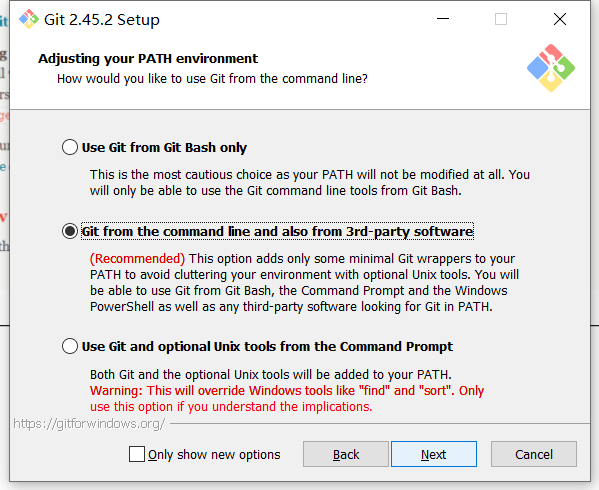 Git 2.45.2 Setup
Adjusting your PATH environment
How would you like to use Git from the command line?
Use Git from Git Bash only
This is the most cautious choice as your PATH will not be modified at all. You
will only be able to use the Git command line tools from Git Bash.
Git from the command line and also from 3rd-party software
(Recommended) This option adds only some minimal Git wrappers to your
PATH to avoid cluttering your environment with optional Unix tools. You will
be able to use Git from Git Bash, the Command Prompt and the Windows
PowerShell as well as any third-party software looking for Git in PATH.
Use Git and optional Unix tools from the Command Prompt
Both Git and the optional Unix tools will be added to your PATH.
Warning: This will override Windows tools like "find" and "sort". Only
use this option if you understand the implications.
https://gitforwindows.org/
Only show new options
Back
Next
Cancel